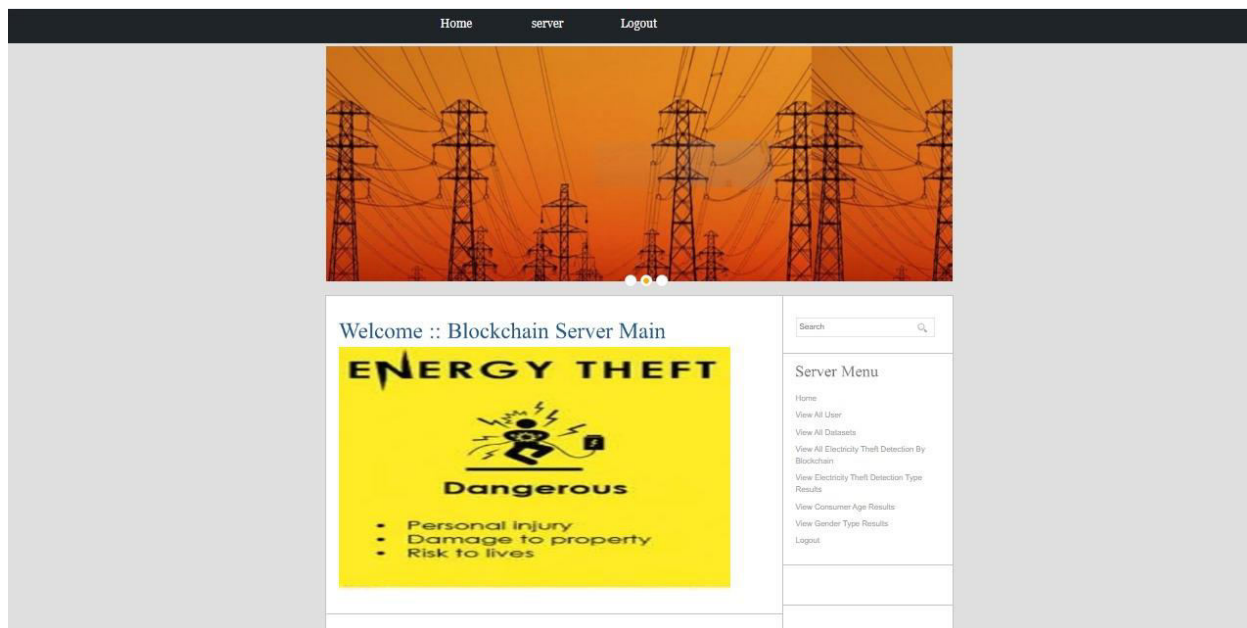 Home server Logout
Welcome :: Blockchain Server Main
ENERGY THEFT
Dangerous
• Personal injury
• Damage to property
• Risk to lives
Search
Server Menu
Home
View All User
View All Datasets
View All Electricity Theft Detection By
Blockchain
View Electricity Theft Detection Type
Results
View Consumer Age Results
View Gender Type Results
Logout